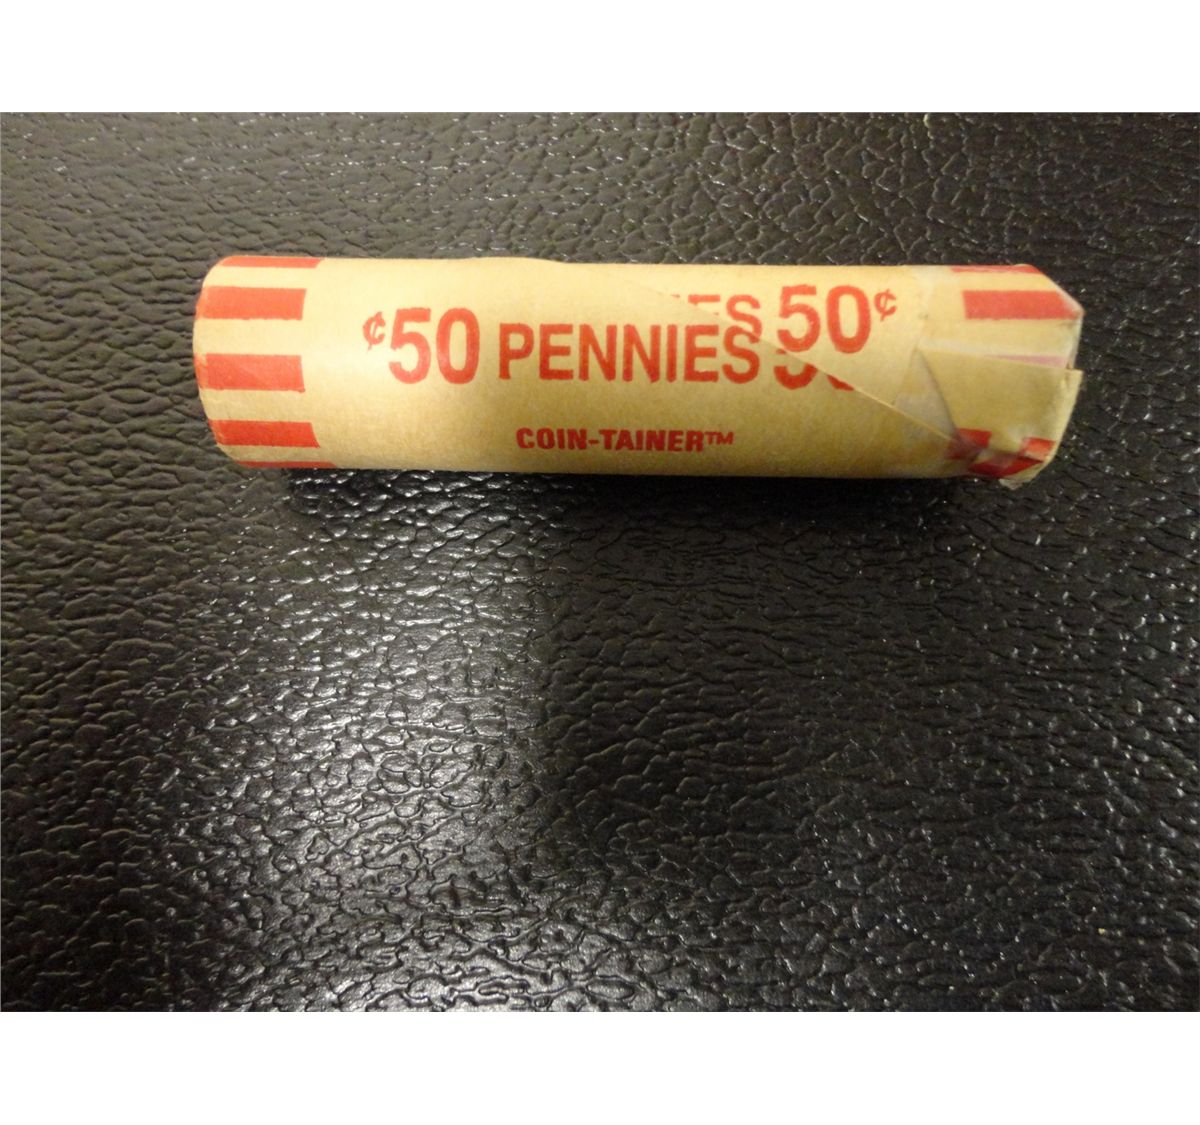 ¢50 PENNIES 50¢
COIN-TAINER™